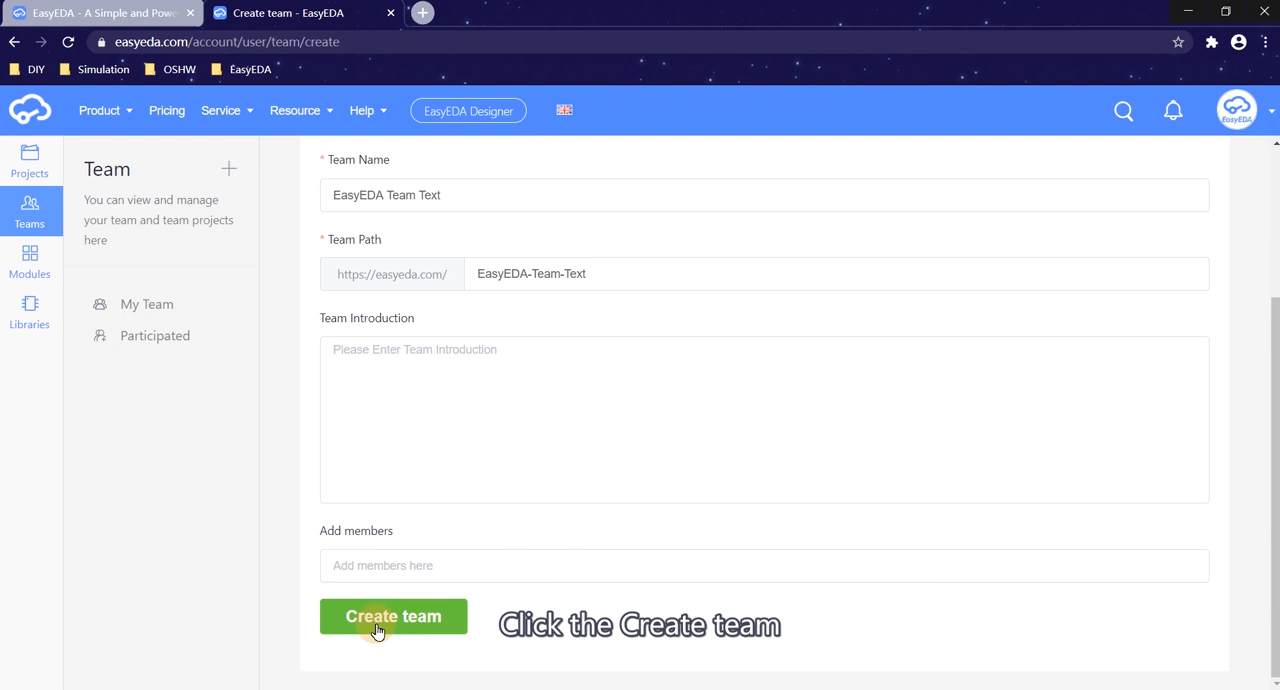 EasyEDA - A Simple and Powe
Create team - EasyEDA
easyeda.com/account/user/team/create
DIY
Simulation
OSHW
EasyEDA
Product
Pricing
Service
Resource
Help
EasyEDA Designer
EasyEDA
Projects
Teams
Modules
Libraries
Team
You can view and manage
your team and team projects
here
My Team
Participated
* Team Name
EasyEDA Team Text
* Team Path
https://easyeda.com/ EasyEDA-Team-Text
Team Introduction
Please Enter Team Introduction
Add members
Add members here
Create team
Click the Create team